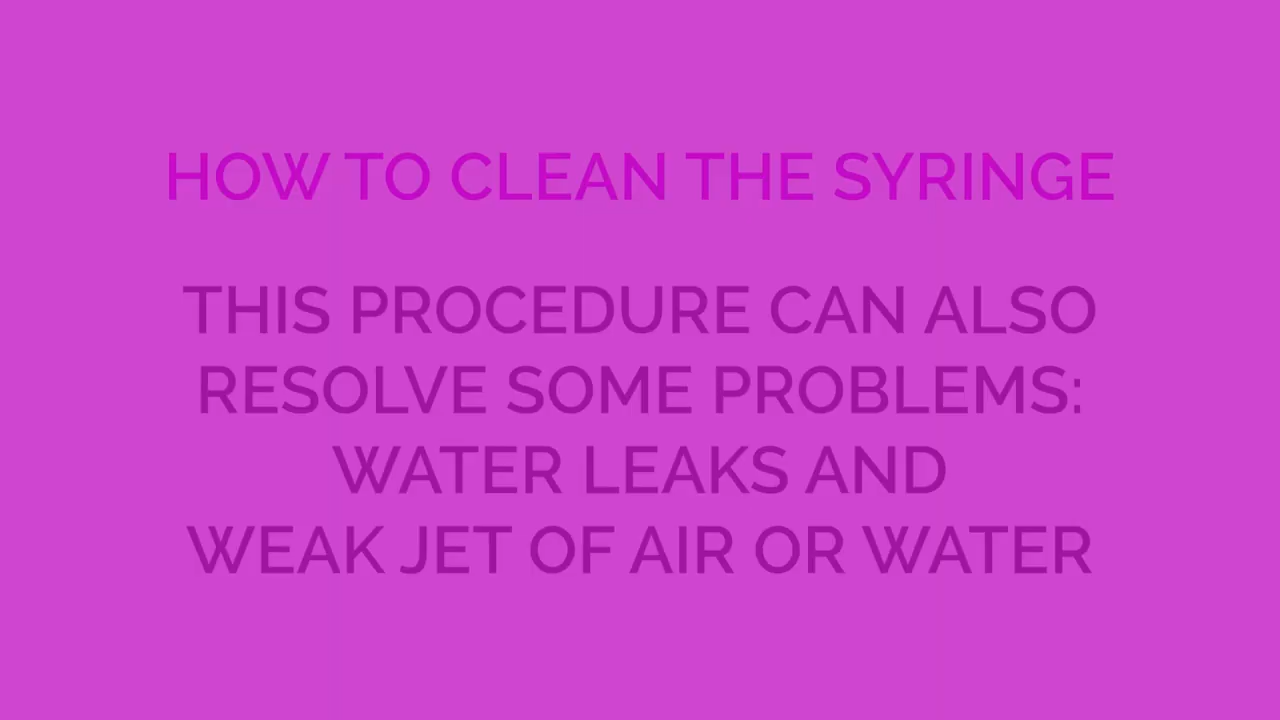 HOW TO CLEAN THE SYRINGE
THIS PROCEDURE CAN ALSO
RESOLVE SOME PROBLEMS:
WATER LEAKS AND
WEAK JET OF AIR OR WATER